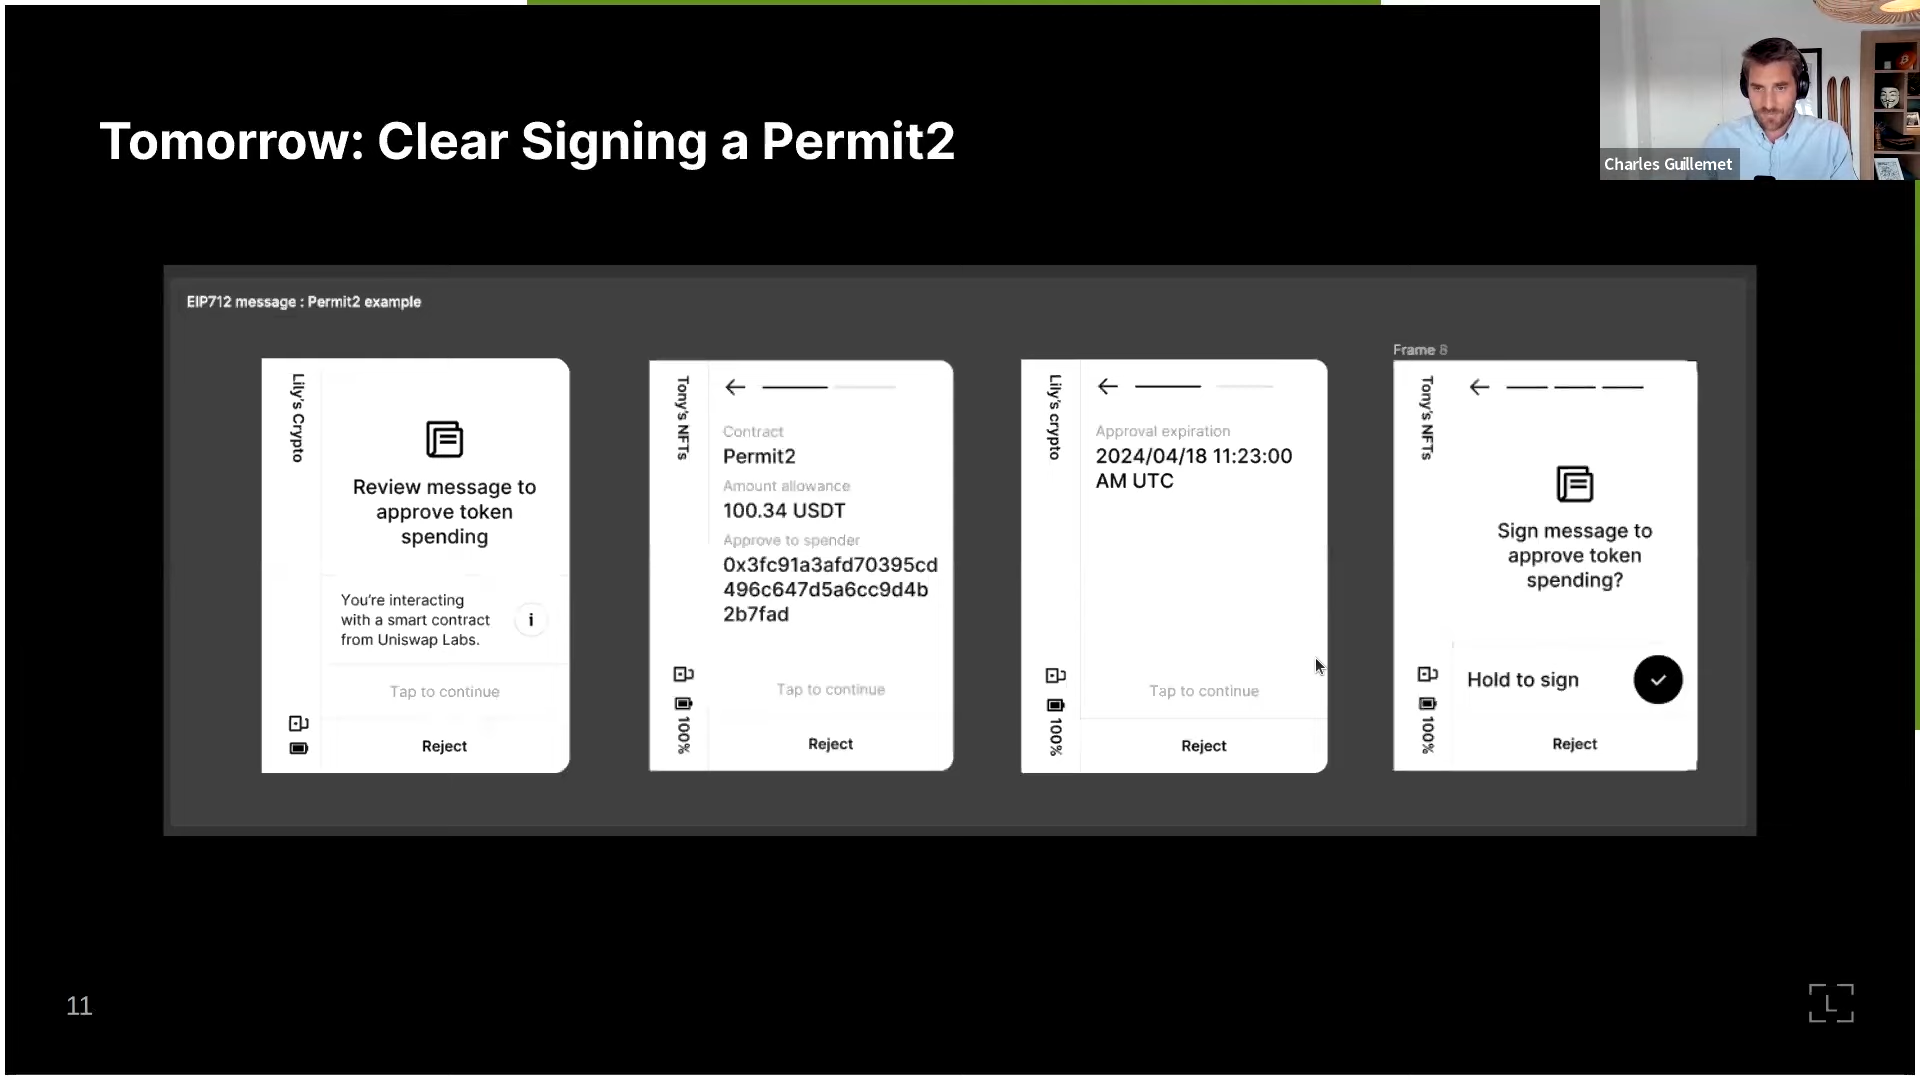 Tomorrow: Clear Signing a Permit2
Charles Guillemet
EIP712 message : Permit2 example
Lily's Crypto
Review message to
approve token
spending
You're interacting
with a smart contract
from Uniswap Labs.
i
Tap to continue
Reject
Tony's NFTs
100%
Contract
Permit2
Amount allowance
100.34 USDT
Approve to spender
0x3fc91a3afd70395cd
496c647d5a6cc9d4b
2b7fad
Tap to continue
Reject
Lily's crypto
100%
Approval expiration
2024/04/18 11:23:00
AM UTC
Tap to continue
Reject
Frame 8
Tony's NFTs
100%
Sign message to
approve token
spending?
Hold to sign
Reject
11
L